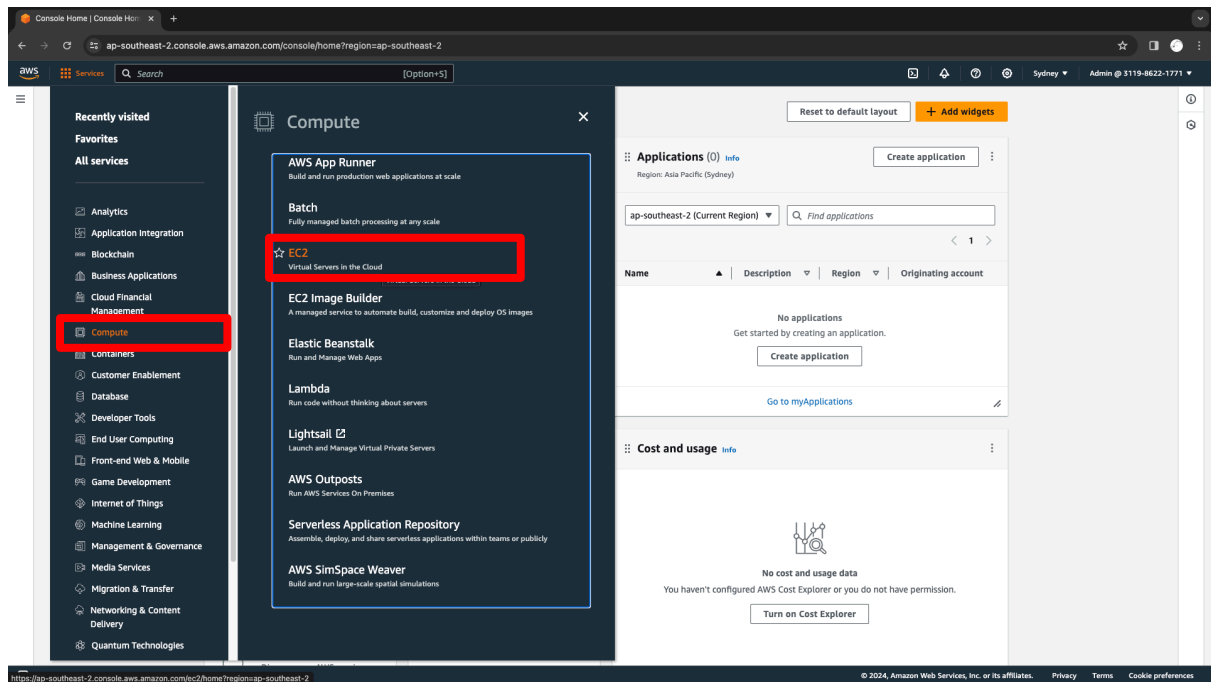 Console Home | Console Hom
ap-southeast-2.console.aws.amazon.com/console/home?region=ap-southeast-2
aws
Services
Search
[Option+S]
Sydney
Admin @ 3119-8622-1771
Recently visited
Favorites
All services
Analytics
Application Integration
Blockchain
Business Applications
Cloud Financial
Management
Compute
Containers
Customer Enablement
Database
Developer Tools
End User Computing
Front-end Web & Mobile
Game Development
Internet of Things
Machine Learning
Management & Governance
Media Services
Migration & Transfer
Networking & Content
Delivery
Quantum Technologies
Compute
AWS App Runner
Build and run production web applications at scale
Batch
Fully managed batch processing at any scale
EC2
Virtual Servers in the Cloud
EC2 Image Builder
A managed service to automate build, customize and deploy OS images
Elastic Beanstalk
Run and Manage Web Apps
Lambda
Run code without thinking about servers
Lightsail
Launch and Manage Virtual Private Servers
AWS Outposts
Run AWS Services On Premises
Serverless Application Repository
Assemble, deploy, and share serverless applications within teams or publicly
AWS SimSpace Weaver
Build and run large-scale spatial simulations
Reset to default layout
+ Add widgets
Applications (0) Info
Region: Asia Pacific (Sydney)
Create application
ap-southeast-2 (Current Region)
Find applications
1
Name
Description
Region
Originating account
No applications
Get started by creating an application.
Create application
Go to myApplications
Cost and usage Info
No cost and usage data
You haven't configured AWS Cost Explorer or you do not have permission.
Turn on Cost Explorer
https://ap-southeast-2.console.aws.amazon.com/ec2/home?region=ap-southeast-2
© 2024, Amazon Web Services, Inc. or its affiliates.
Privacy
Terms
Cookie preferences